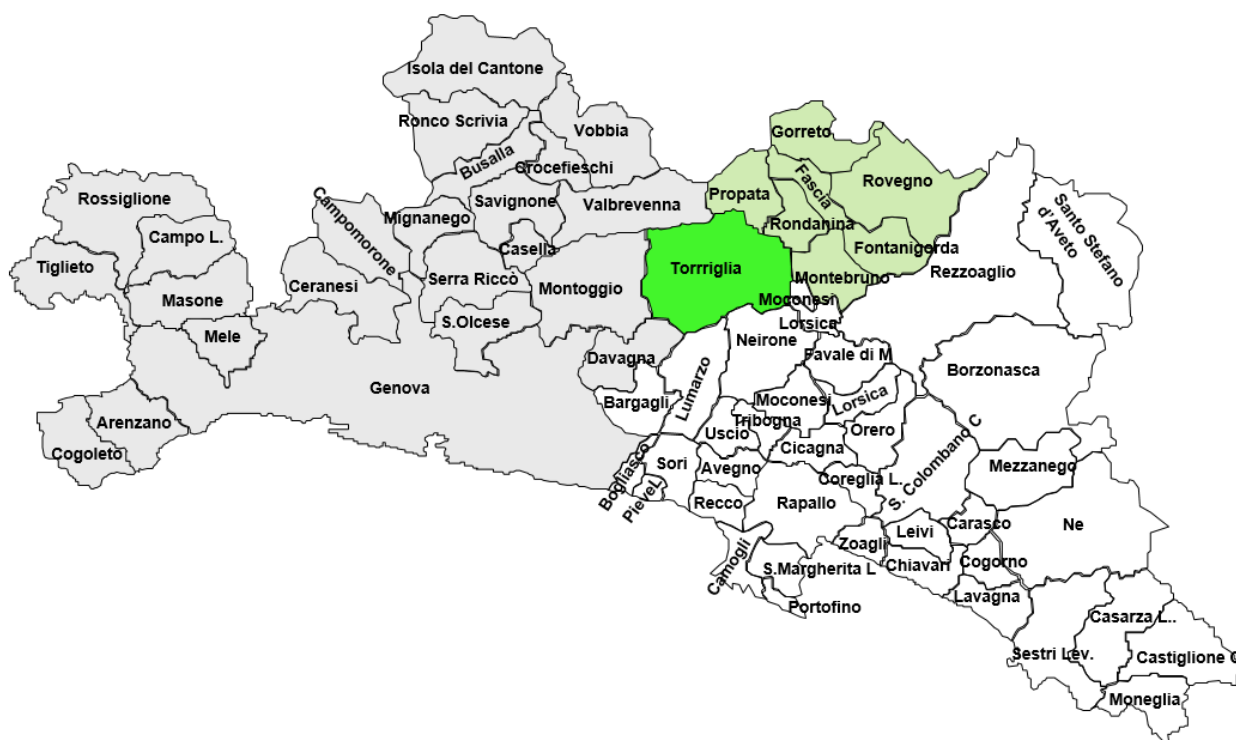 Isola del Cantone
Ronco Scrivia
Vobbia
Busalla
Crocefieschi
Gorreto
Rossiglione
Campomorone
Mignanego
Savignone
Valbrevenna
Propata
Fascia
Rovegno
Campo L.
Rondanina
Santo Stefano
d'Aveto
Casella
Fontanigorda
Tiglieto
Ceranesi
Serra Riccò
Montoggio
Torrriglia
Montebruno
Rezzoaglio
Masone
Moconesi
S.Olcese
Lorsica
Mele
Neirone
Davagna
Favale di M
Genova
Lumarzo
Borzonasca
Bargagli
Moconesi
Lorsica
Arenzano
Tribogna
Uscio
Orero
Cicagna
Cogoleto
Bogliasco
Sori
Avegno
S. Colombano C
Mezzanego
Coreglia L.
PieveL
Recco
Rapallo
Carasco
Ne
Leivi
Zoagli
Camogli
S.Margherita L
Chiavari
Cogorno
Lavagna
Portofino
Casarza L..
Sestri Lev.
Castiglione C
Moneglia